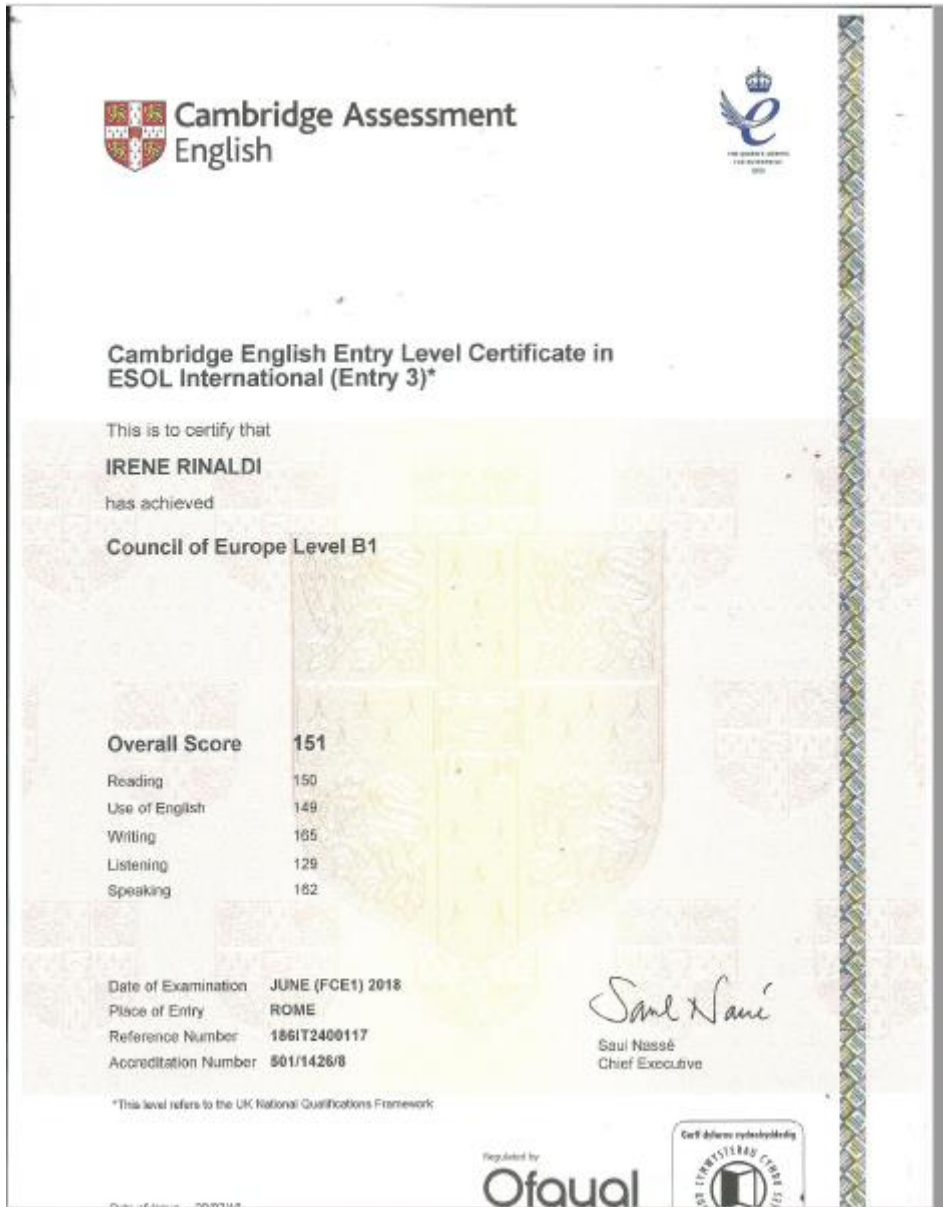 Cambridge Assessment
English
Cambridge English Entry Level Certificate in
ESOL International (Entry 3)*
This is to certify that
IRENE RINALDI
has achieved
Council of Europe Level B1
Overall Score 151
Reading 150
Use of English 149
Writing 165
Listening 129
Speaking 162
Date of Examination JUNE (FCE1) 2018
Place of Entry ROME
Reference Number 186IT2400117
Accreditation Number 501/1426/8
Saul Nassé
Chief Executive
*This level refers to the UK National Qualifications Framework
Regulated by
Ofqual